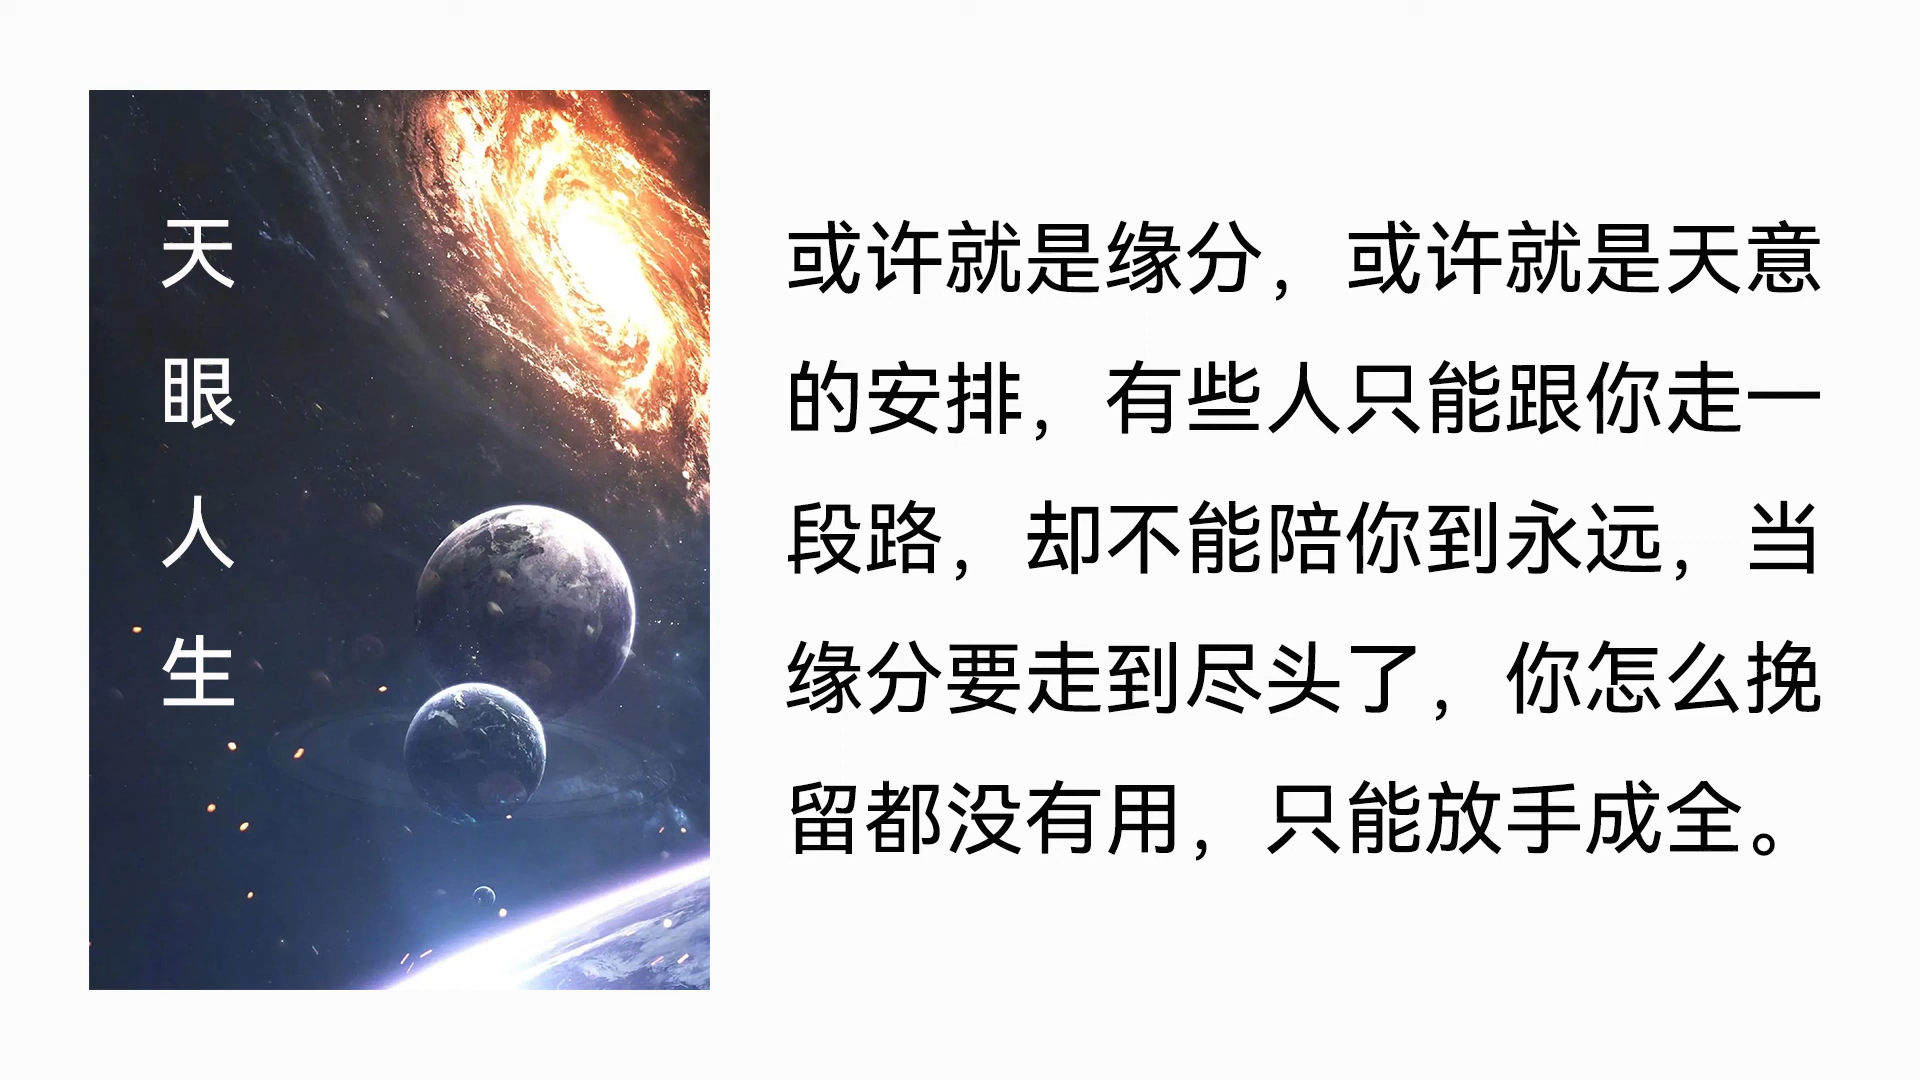 天眼人生
或许就是缘分，或许就是天意
的安排，有些人只能跟你走一
段路，却不能陪你到永远，当
缘分要走到尽头了，你怎么挽
留都没有用，只能放手成全。